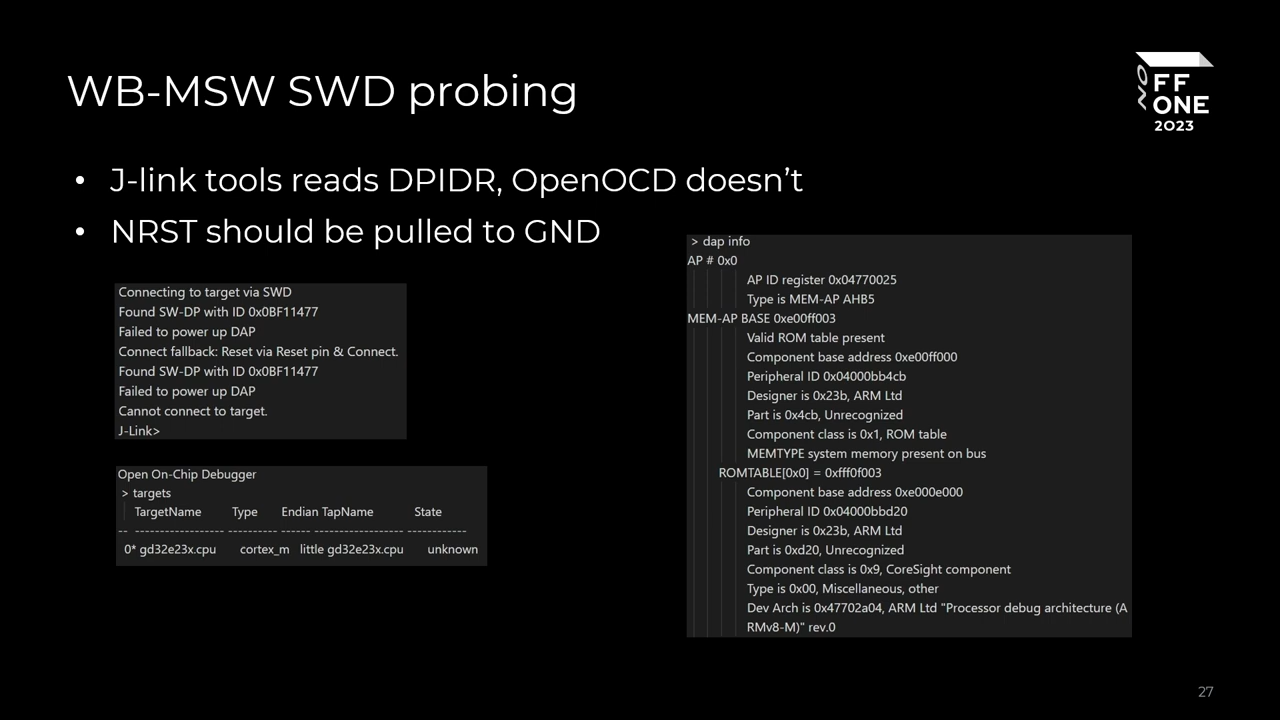 WB-MSW SWD probing
NO
FF
ONE
2023
• J-link tools reads DPIDR, OpenOCD doesn’t
• NRST should be pulled to GND
Connecting to target via SWD
Found SW-DP with ID 0x0BF11477
Failed to power up DAP
Connect fallback: Reset via Reset pin & Connect.
Found SW-DP with ID 0x0BF11477
Failed to power up DAP
Cannot connect to target.
J-Link>
Open On-Chip Debugger
> targets
TargetName Type Endian TapName State
-- ------------------ ---------- ------ ------------------ ------------
0* gd32e23x.cpu cortex_m little gd32e23x.cpu unknown
> dap info
AP # 0x0
AP ID register 0x04770025
Type is MEM-AP AHB5
MEM-AP BASE 0xe00ff003
Valid ROM table present
Component base address 0xe00ff000
Peripheral ID 0x04000bb4cb
Designer is 0x23b, ARM Ltd
Part is 0x4cb, Unrecognized
Component class is 0x1, ROM table
MEMTYPE system memory present on bus
ROMTABLE[0x0] = 0xfff0f003
Component base address 0xe000e000
Peripheral ID 0x04000bbd20
Designer is 0x23b, ARM Ltd
Part is 0xd20, Unrecognized
Component class is 0x9, CoreSight component
Type is 0x00, Miscellaneous, other
Dev Arch is 0x47702a04, ARM Ltd "Processor debug architecture (A
RMv8-M)" rev.0
27